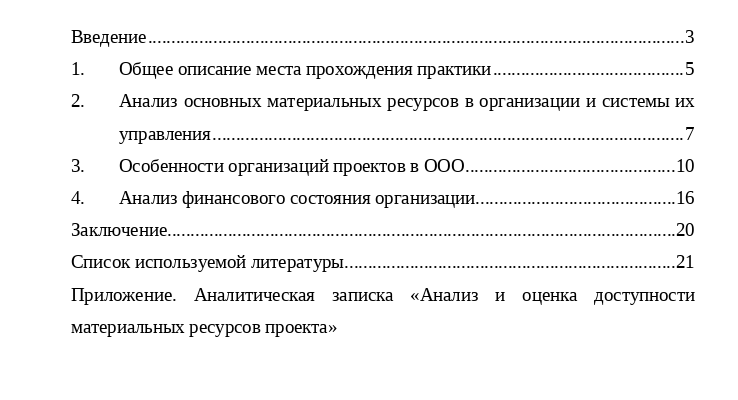 Введение....................................................................................................................3
1. Общее описание места прохождения практики.........................................5
2. Анализ основных материальных ресурсов в организации и системы их
управления.....................................................................................................7
3. Особенности организаций проектов в ООО.............................................10
4. Анализ финансового состояния организации...........................................16
Заключение.............................................................................................................20
Список используемой литературы.......................................................................21
Приложение. Аналитическая записка «Анализ и оценка доступности
материальных ресурсов проекта»